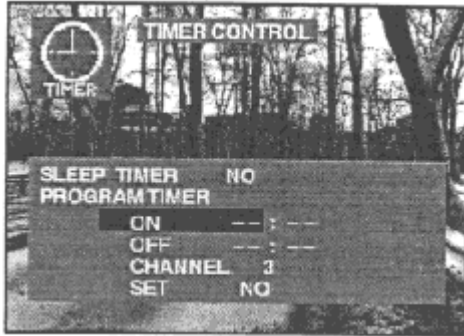 TIMER CONTROL
TIMER
SLEEP TIMER NO
PROGRAM TIMER
ON --:--
OFF --:--
CHANNEL 3
SET NO